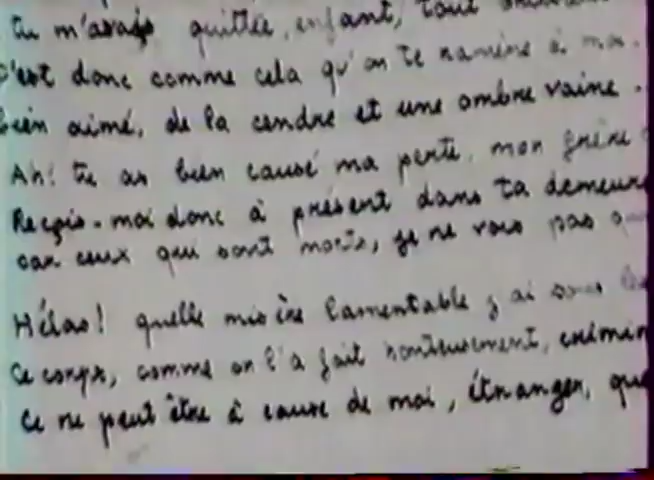 tu m'avais quittée, enfant, tout
C'est donc comme cela qu'on te ramène à moi.
bien aimé, de la cendre et une ombre vaine.
Ah! tu as bien causé ma perte, mon frère
Reçois-moi donc à présent dans ta demeure
car ceux qui sont morts, je ne vois pas
Hélas! quelle misère lamentable j'ai sous
Ce corps, comme on l'a fait honteusement,
Ce ne peut être à cause de moi, étranger, que